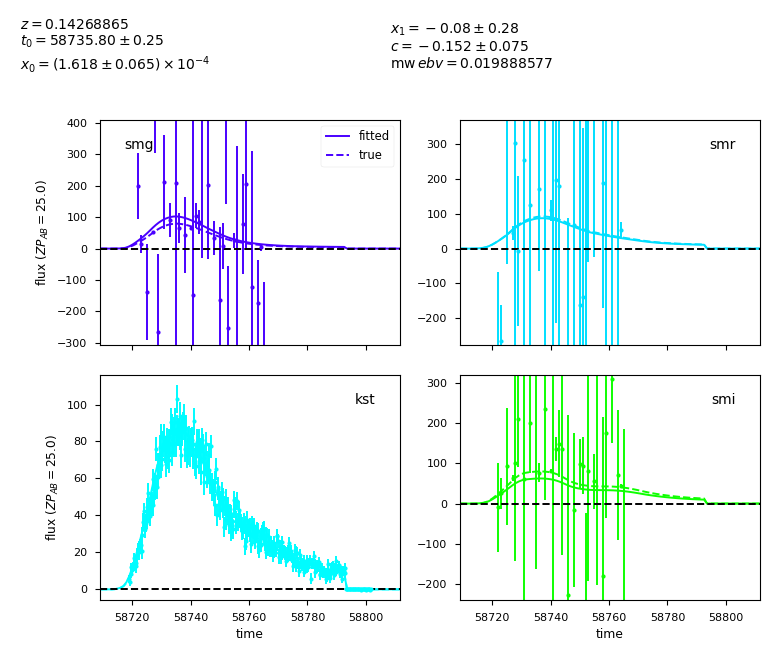 z = 0.14268865
t₀ = 58735.80 ± 0.25
x₀ = (1.618 ± 0.065) × 10⁻⁴
x₁ = −0.08 ± 0.28
c = −0.152 ± 0.075
mw ebv = 0.019888577
smg
fitted
true
400
300
200
100
0
−100
−200
−300
flux (ZP_AB = 25.0)
smr
300
200
100
0
−100
−200
kst
100
80
60
40
20
0
flux (ZP_AB = 25.0)
58720 58740 58760 58780 58800
time
smi
300
200
100
0
−100
−200
58720 58740 58760 58780 58800
time